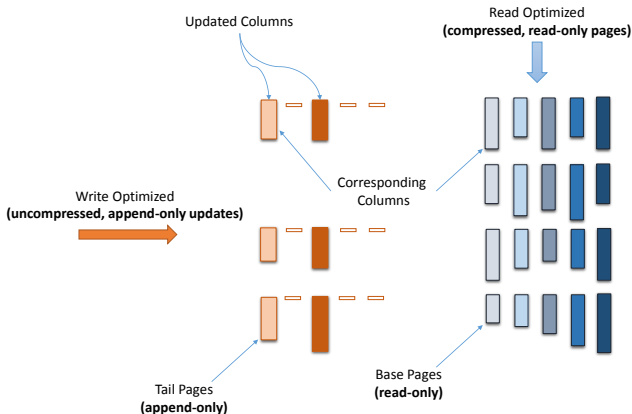 Updated Columns
Read Optimized
(compressed, read-only pages)
Corresponding
Columns
Write Optimized
(uncompressed, append-only updates)
Tail Pages
(append-only)
Base Pages
(read-only)